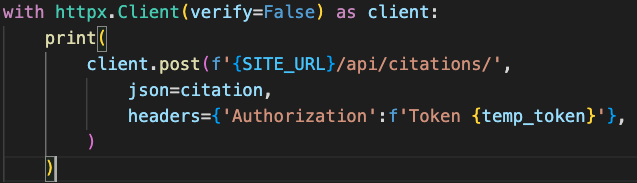 with httpx.Client(verify=False) as client:
    print(
        client.post(f'{SITE_URL}/api/citations/',
            json=citation,
            headers={'Authorization':f'Token {temp_token}'},
        )
    )